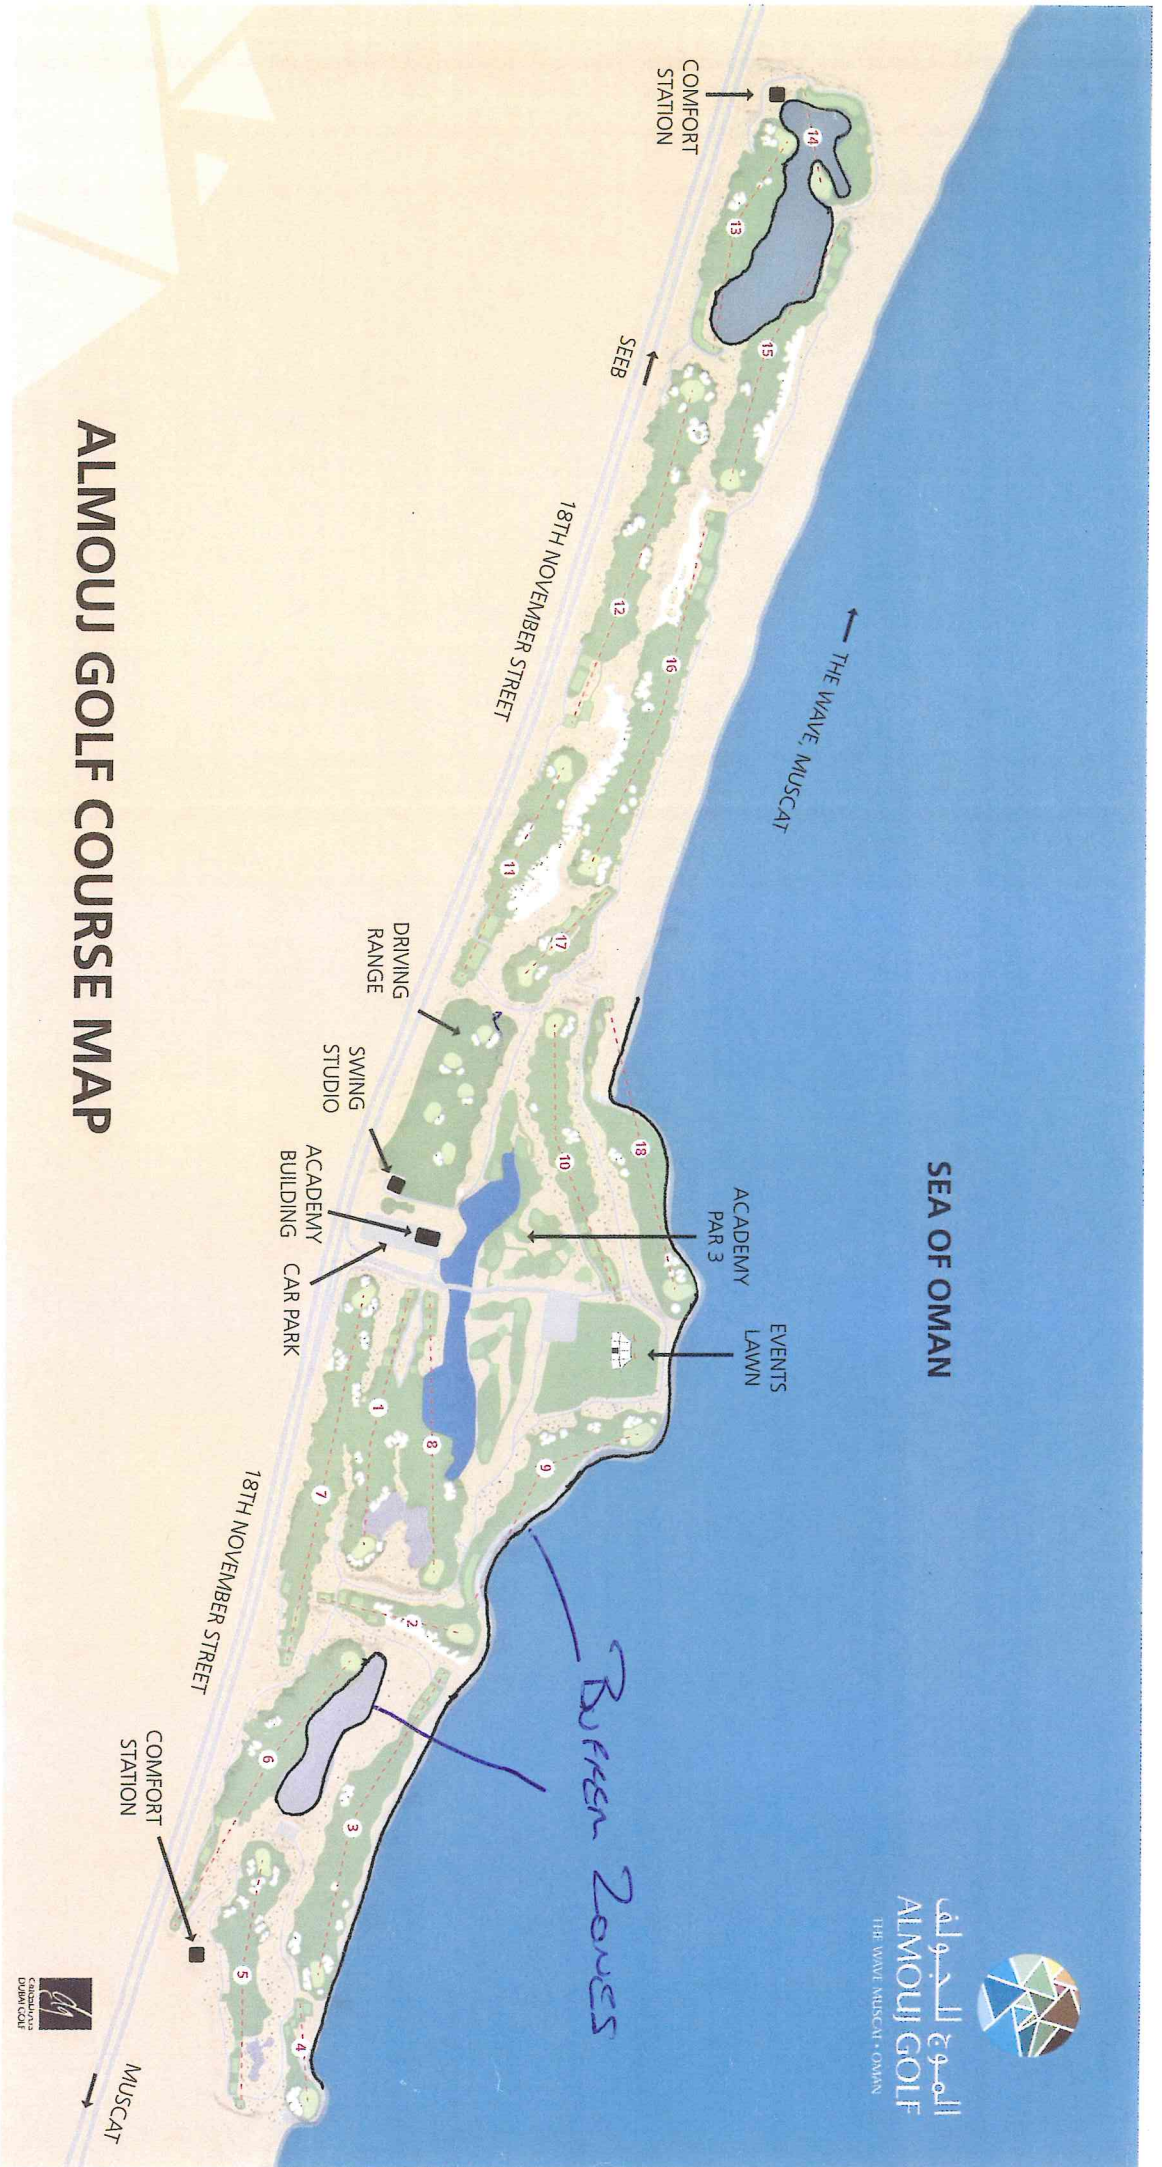 ALMOUJ GOLF COURSE MAP
SEA OF OMAN
الموج للجولف
ALMOUJ GOLF
THE WAVE MUSCAT • OMAN
THE WAVE, MUSCAT
COMFORT
STATION
SEEB
18TH NOVEMBER STREET
DRIVING
RANGE
SWING
STUDIO
ACADEMY
BUILDING
CAR PARK
ACADEMY
PAR 3
EVENTS
LAWN
18TH NOVEMBER STREET
COMFORT
STATION
MUSCAT
BUFFER ZONES
14
13
15
12
16
11
17
10
18
1
8
7
9
2
6
3
5
4
dg
DUBAI GOLF